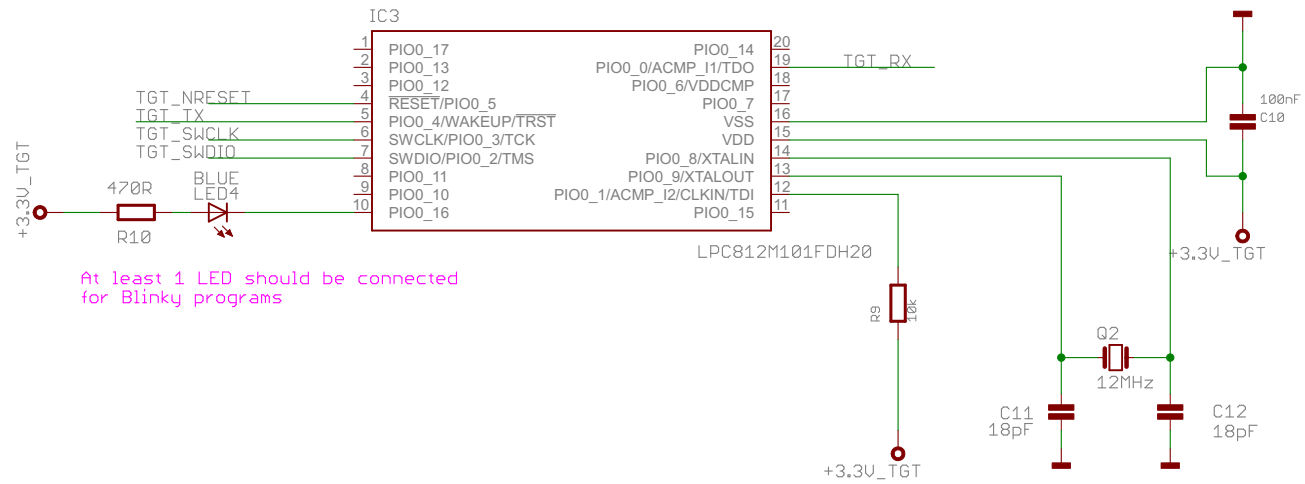 IC3
1 PIO0_17
2 PIO0_13
3 PIO0_12
TGT_NRESET 4 RESET/PIO0_5
TGT_TX 5 PIO0_4/WAKEUP/TRST
TGT_SWCLK 6 SWCLK/PIO0_3/TCK
TGT_SWDIO 7 SWDIO/PIO0_2/TMS
8 PIO0_11
9 PIO0_10
10 PIO0_16
PIO0_14 20
PIO0_0/ACMP_I1/TDO 19 TGT_RX
PIO0_6/VDDCMP 18
PIO0_7 17
VSS 16
VDD 15
PIO0_8/XTALIN 14
PIO0_9/XTALOUT 13
PIO0_1/ACMP_I2/CLKIN/TDI 12
PIO0_15 11
LPC812M101FDH20
+3.3V_TGT
470R
R10
BLUE
LED4
At least 1 LED should be connected
for Blinky programs
100nF
C10
+3.3V_TGT
R9
10k
+3.3V_TGT
Q2
12MHz
C11
18pF
C12
18pF